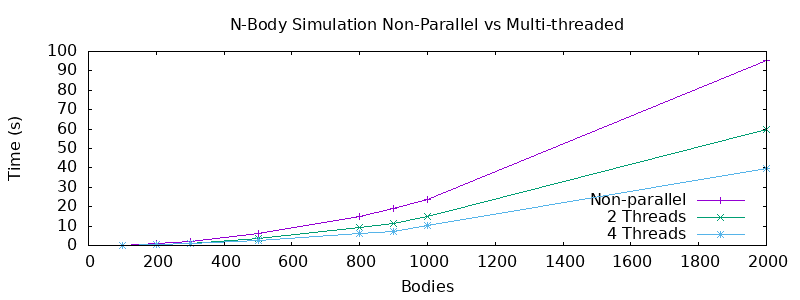 N-Body Simulation Non-Parallel vs Multi-threaded
100
90
80
70
60
50
40
30
20
10
0
Time (s)
Non-parallel
2 Threads
4 Threads
0 200 400 600 800 1000 1200 1400 1600 1800 2000
Bodies